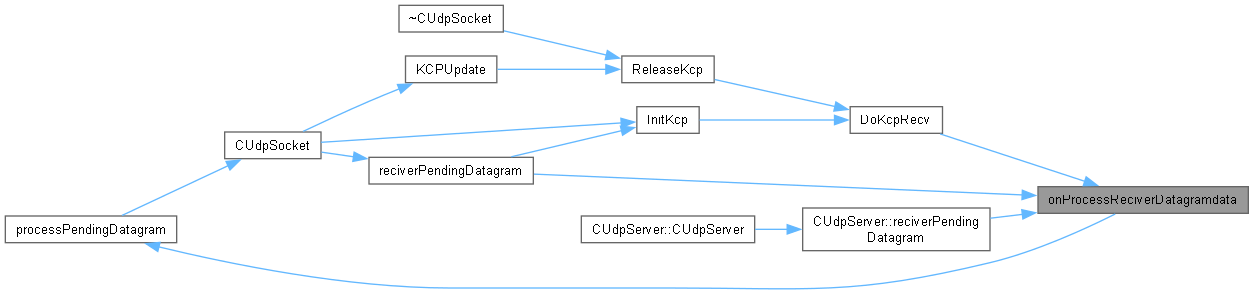 ~CUdpSocket
KCPUpdate
ReleaseKcp
InitKcp
DoKcpRecv
CUdpSocket
reciverPendingDatagram
onProcessReciverDatagramdata
processPendingDatagram
CUdpServer::CUdpServer
CUdpServer::reciverPending
Datagram